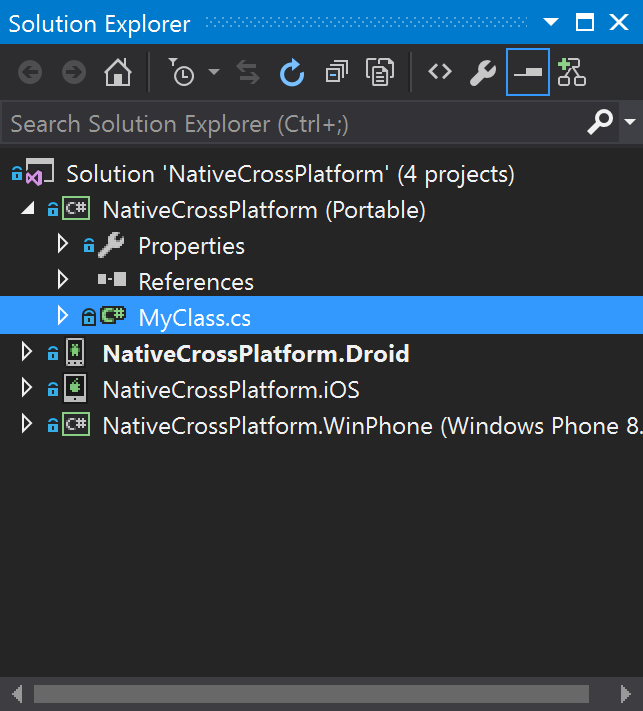 Solution Explorer
Search Solution Explorer (Ctrl+;)
Solution 'NativeCrossPlatform' (4 projects)
C# NativeCrossPlatform (Portable)
Properties
References
C# MyClass.cs
NativeCrossPlatform.Droid
NativeCrossPlatform.iOS
C# NativeCrossPlatform.WinPhone (Windows Phone 8.